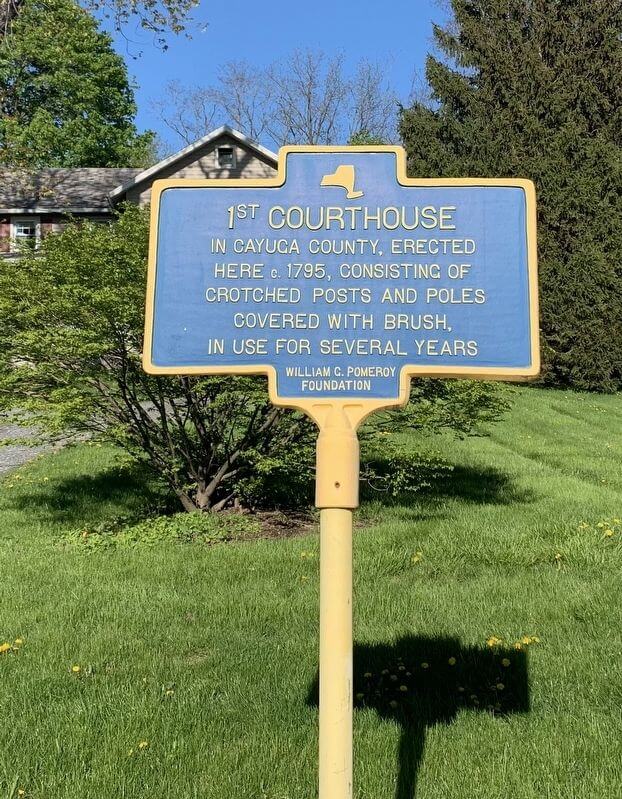 1ST COURTHOUSE
IN CAYUGA COUNTY, ERECTED
HERE c. 1795, CONSISTING OF
CROTCHED POSTS AND POLES
COVERED WITH BRUSH,
IN USE FOR SEVERAL YEARS
WILLIAM G. POMEROY
FOUNDATION